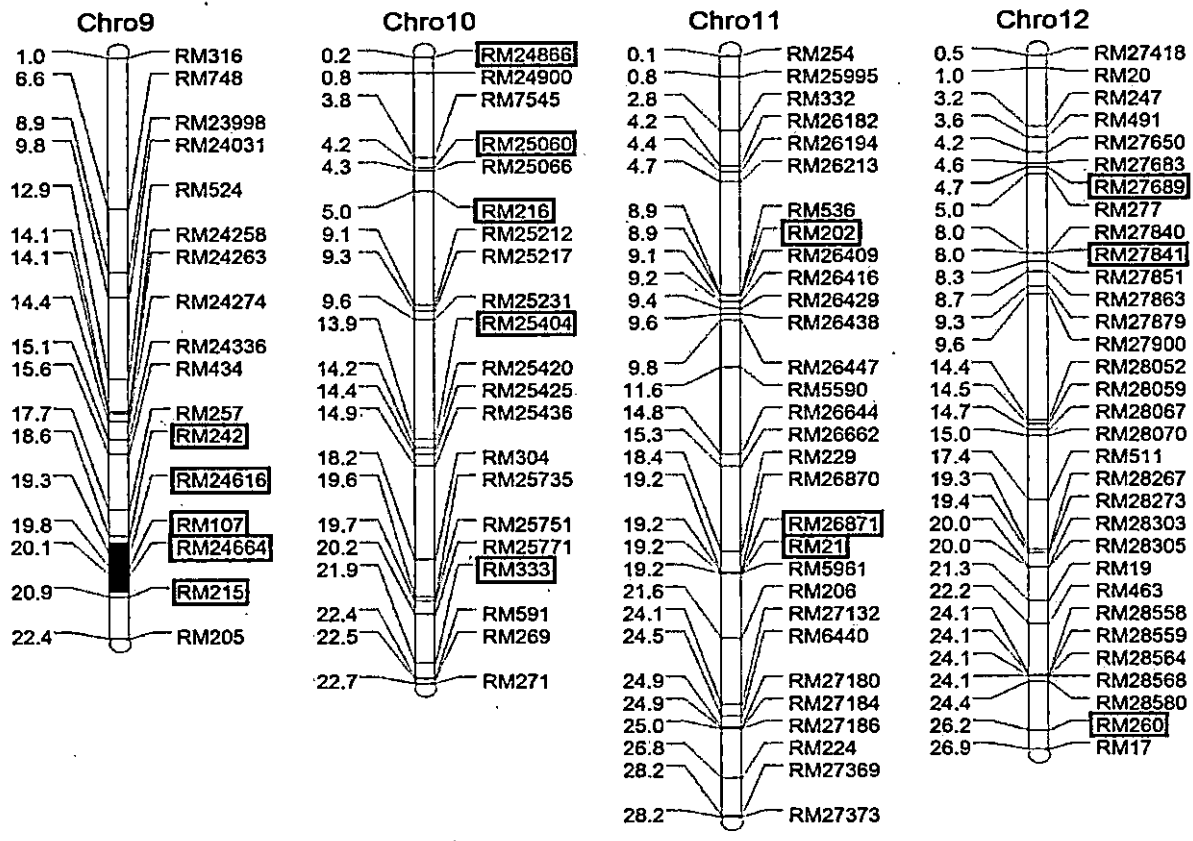 Chro9
1.0 RM316
6.6 RM748
8.9 RM23998
9.8 RM24031
12.9 RM524
14.1 RM24258
14.1 RM24263
14.4 RM24274
15.1 RM24336
15.6 RM434
17.7 RM257
18.6 RM242
19.3 RM24616
19.8 RM107
20.1 RM24664
20.9 RM215
22.4 RM205
Chro10
0.2 RM24866
0.8 RM24900
3.8 RM7545
4.2 RM25060
4.3 RM25066
5.0 RM216
9.1 RM25212
9.3 RM25217
9.6 RM25231
13.9 RM25404
14.2 RM25420
14.4 RM25425
14.9 RM25436
18.2 RM304
19.6 RM25735
19.7 RM25751
20.2 RM25771
21.9 RM333
22.4 RM591
22.5 RM269
22.7 RM271
Chro11
0.1 RM254
0.8 RM25995
2.8 RM332
4.2 RM26182
4.4 RM26194
4.7 RM26213
8.9 RM536
8.9 RM202
9.1 RM26409
9.2 RM26416
9.4 RM26429
9.6 RM26438
9.8 RM26447
11.6 RM5590
14.8 RM26644
15.3 RM26662
18.4 RM229
19.2 RM26870
19.2 RM26871
19.2 RM21
19.2 RM5961
21.6 RM206
24.1 RM27132
24.5 RM6440
24.9 RM27180
24.9 RM27184
25.0 RM27186
26.8 RM224
28.2 RM27369
28.2 RM27373
Chro12
0.5 RM27418
1.0 RM20
3.2 RM247
3.6 RM491
4.2 RM27650
4.6 RM27683
4.7 RM27689
5.0 RM277
8.0 RM27840
8.0 RM27841
8.3 RM27851
8.7 RM27863
9.3 RM27879
9.6 RM27900
14.4 RM28052
14.5 RM28059
14.7 RM28067
15.0 RM28070
17.4 RM511
19.3 RM28267
19.4 RM28273
20.0 RM28303
20.0 RM28305
21.3 RM19
22.2 RM463
24.1 RM28558
24.1 RM28559
24.1 RM28564
24.1 RM28568
24.4 RM28580
26.2 RM260
26.9 RM17